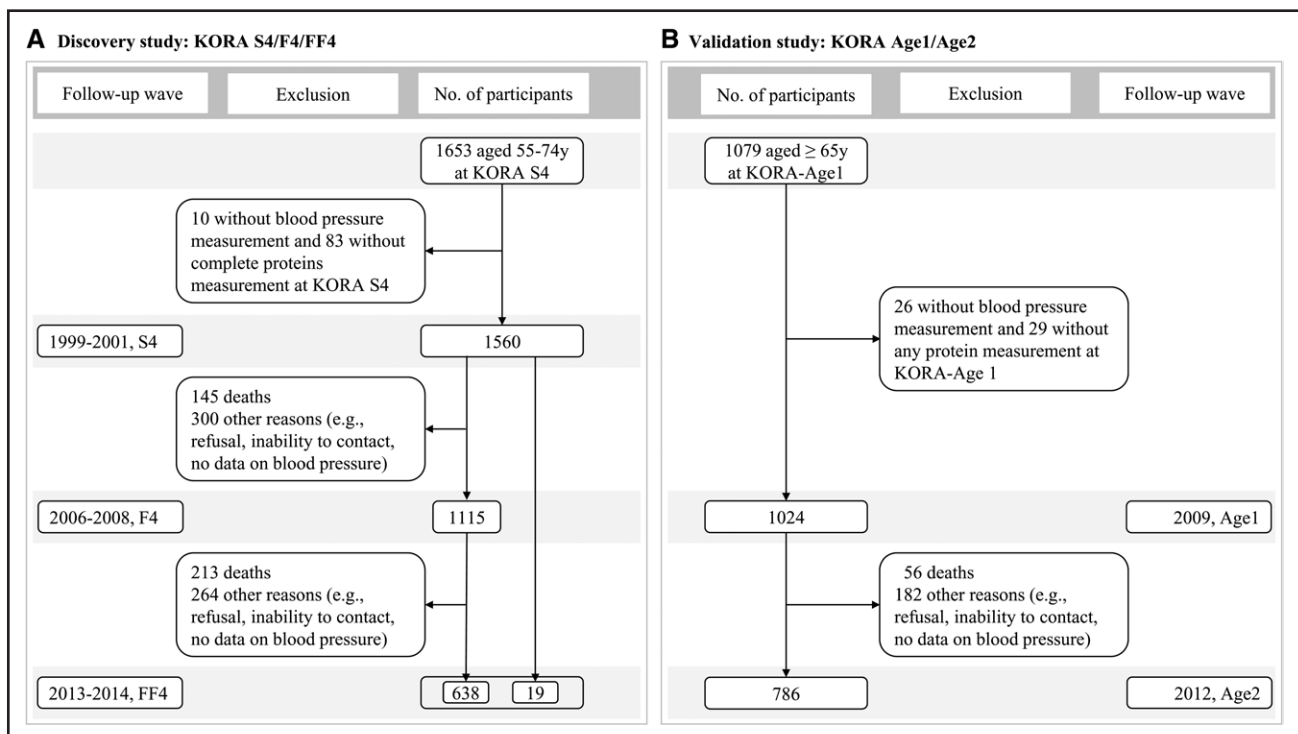 A Discovery study: KORA S4/F4/FF4
Follow-up wave
Exclusion
No. of participants
1653 aged 55-74y
at KORA S4
10 without blood pressure
measurement and 83 without
complete proteins
measurement at KORA S4
1999-2001, S4
1560
145 deaths
300 other reasons (e.g.,
refusal, inability to contact,
no data on blood pressure)
2006-2008, F4
1115
213 deaths
264 other reasons (e.g.,
refusal, inability to contact,
no data on blood pressure)
2013-2014, FF4
638
19
B Validation study: KORA Age1/Age2
No. of participants
Exclusion
Follow-up wave
1079 aged ≥ 65y
at KORA-Age1
26 without blood pressure
measurement and 29 without
any protein measurement at
KORA-Age 1
1024
2009, Age1
56 deaths
182 other reasons (e.g.,
refusal, inability to contact,
no data on blood pressure)
786
2012, Age2